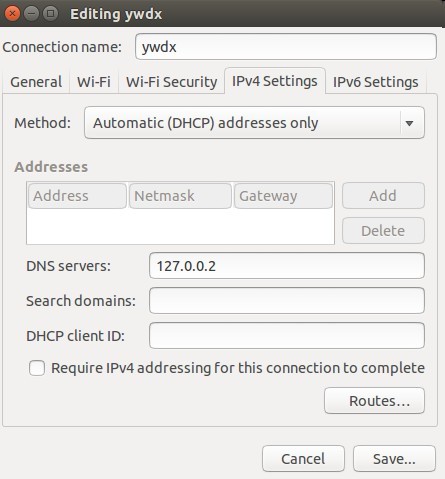 Editing ywdx
Connection name: ywdx
General Wi-Fi Wi-Fi Security IPv4 Settings IPv6 Settings
Method: Automatic (DHCP) addresses only
Addresses
Address Netmask Gateway Add
Delete
DNS servers: 127.0.0.2
Search domains:
DHCP client ID:
Require IPv4 addressing for this connection to complete
Routes…
Cancel Save...